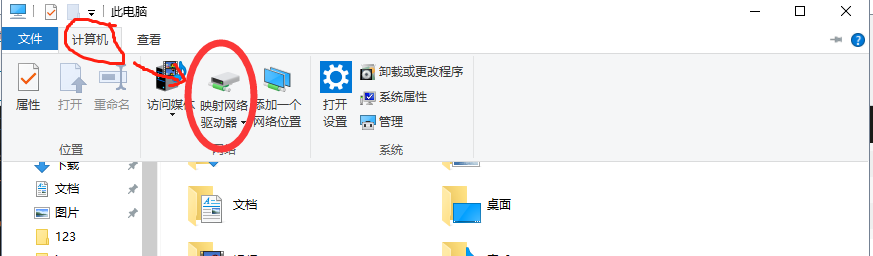 此电脑
文件
计算机
查看
属性
打开
重命名
访问媒体
映射网络
驱动器
添加一个
网络位置
打开
设置
卸载或更改程序
系统属性
管理
位置
网络
系统
下载
文档
图片
123
文档
桌面